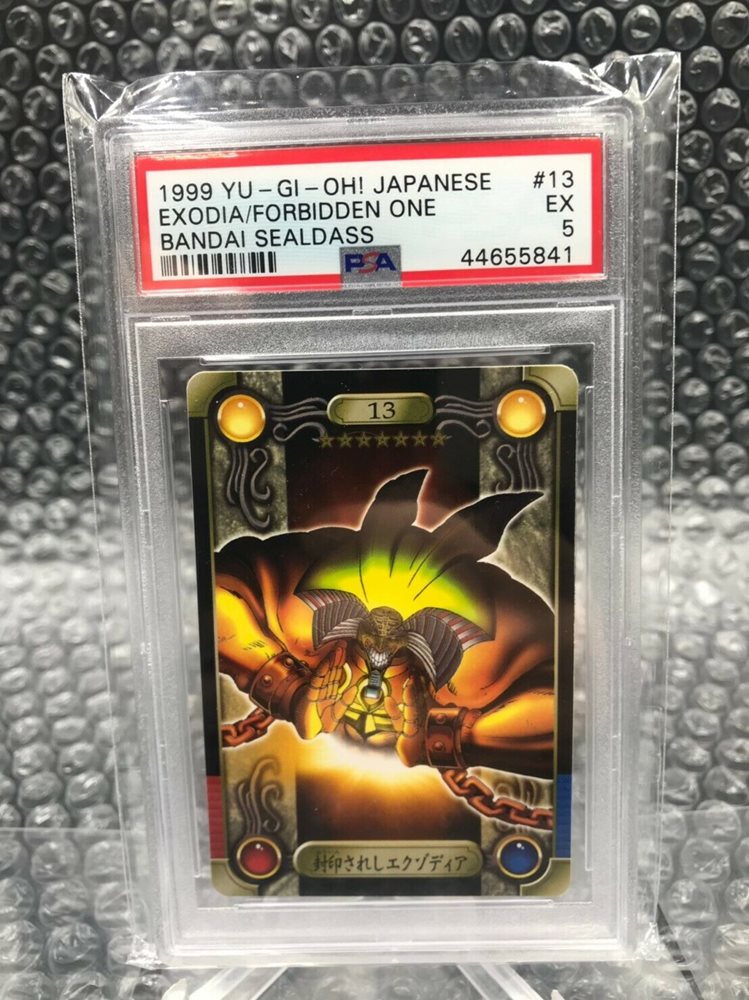 1999 YU-GI-OH! JAPANESE #13
EXODIA/FORBIDDEN ONE EX
BANDAI SEALDASS 5
PSA 44655841
13
封印されしエクゾディア